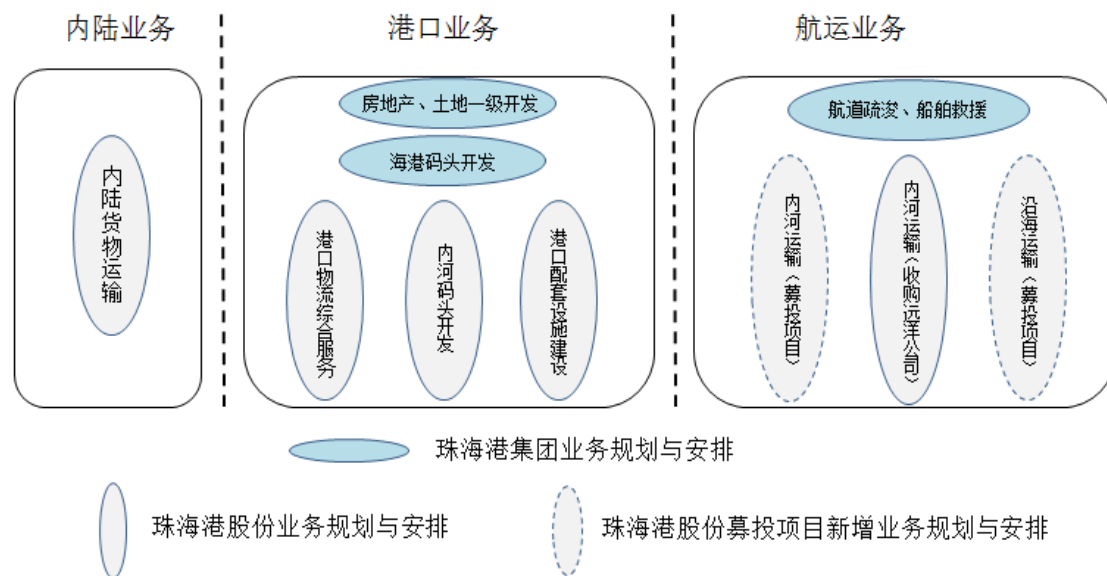 内陆业务
港口业务
航运业务
房地产、土地一级开发
海港码头开发
航道疏浚、船舶救援
内陆货物运输
港口物流综合服务
内河码头开发
港口配套设施建设
内河运输（募投项目）
内河运输（收购远洋公司）
沿海运输（募投项目）
珠海港集团业务规划与安排
珠海港股份业务规划与安排
珠海港股份募投项目新增业务规划与安排